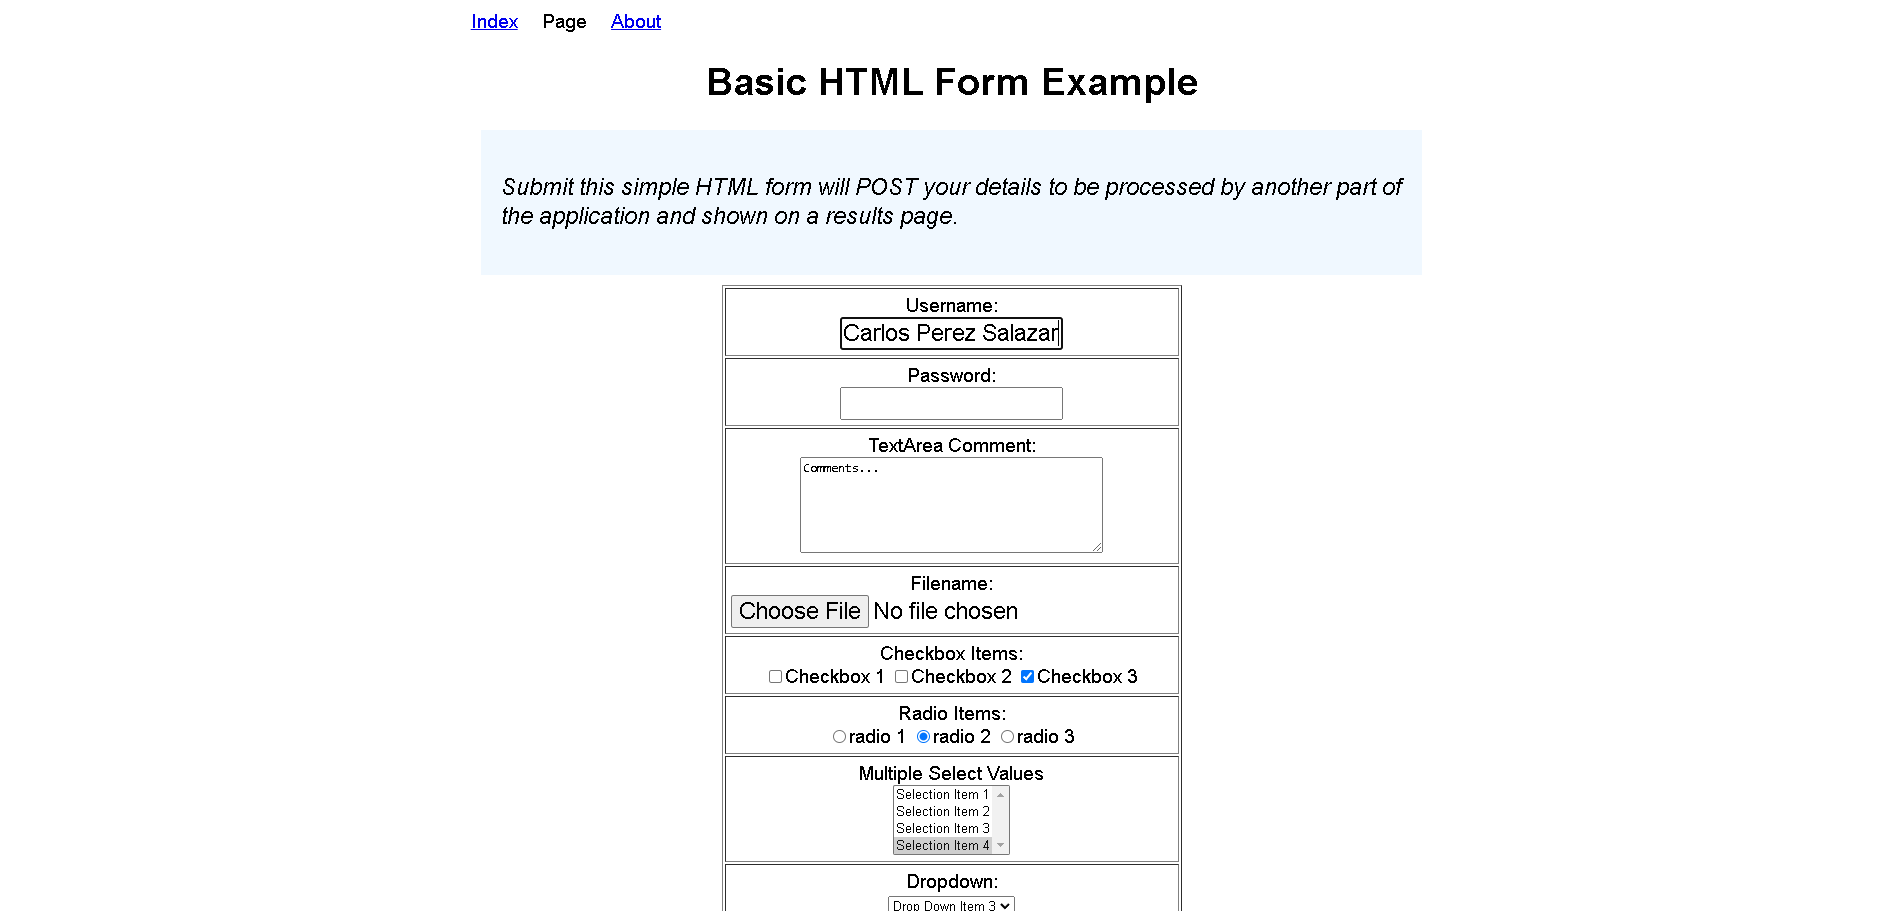 Index Page About
Basic HTML Form Example
Submit this simple HTML form will POST your details to be processed by another part of
the application and shown on a results page.
Username:
Carlos Perez Salazar
Password:
TextArea Comment:
Comments...
Filename:
Choose File No file chosen
Checkbox Items:
Checkbox 1 Checkbox 2 Checkbox 3
Radio Items:
radio 1 radio 2 radio 3
Multiple Select Values
Selection Item 1
Selection Item 2
Selection Item 3
Selection Item 4
Dropdown:
Drop Down Item 3